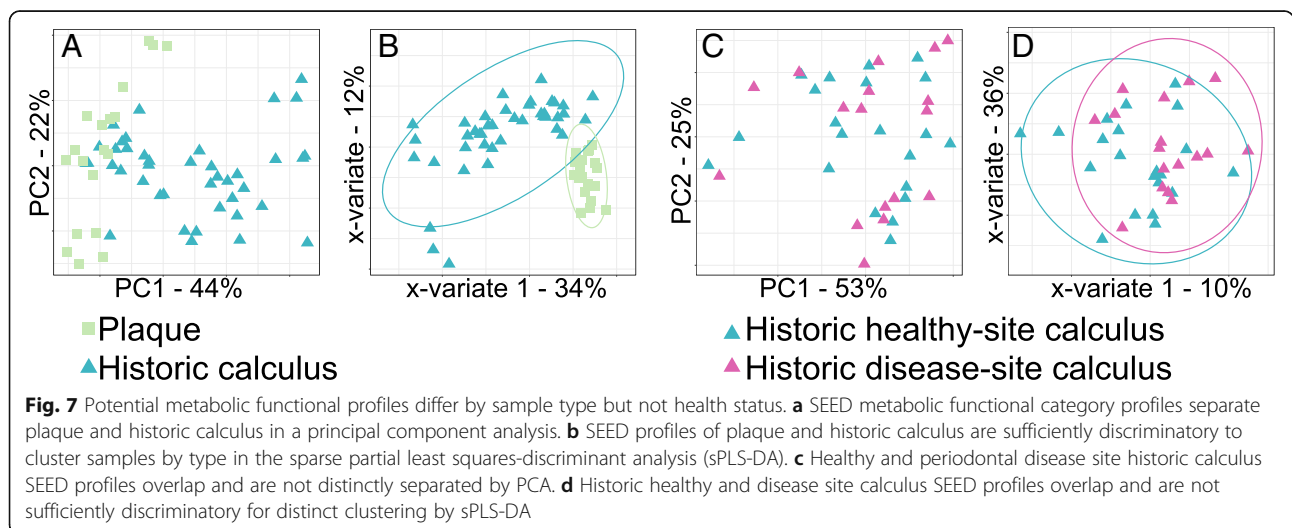 A
PC2 - 22%
PC1 - 44%
B
x-variate - 12%
x-variate 1 - 34%
C
PC2 - 25%
PC1 - 53%
D
x-variate - 36%
x-variate 1 - 10%
Plaque
Historic calculus
Historic healthy-site calculus
Historic disease-site calculus
Fig. 7 Potential metabolic functional profiles differ by sample type but not health status. a SEED metabolic functional category profiles separate
plaque and historic calculus in a principal component analysis. b SEED profiles of plaque and historic calculus are sufficiently discriminatory to
cluster samples by type in the sparse partial least squares-discriminant analysis (sPLS-DA). c Healthy and periodontal disease site historic calculus
SEED profiles overlap and are not distinctly separated by PCA. d Historic healthy and disease site calculus SEED profiles overlap and are not
sufficiently discriminatory for distinct clustering by sPLS-DA